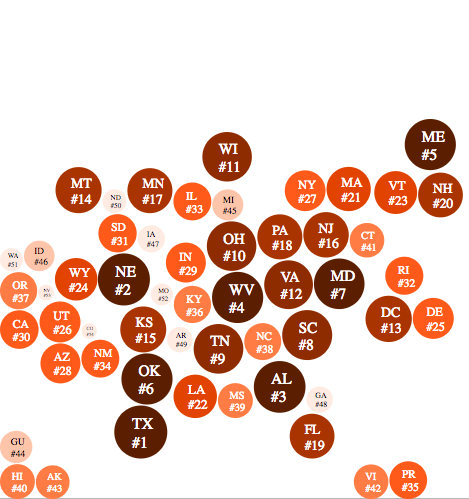 ME
#5
WI
#11
MT
#14
ND
#50
MN
#17
IL
#33
MI
#45
NY
#27
MA
#21
VT
#23
NH
#20
SD
#31
IA
#47
OH
#10
PA
#18
NJ
#16
CT
#41
WA
#51
ID
#46
WY
#24
NE
#2
IN
#29
WV
#4
VA
#12
MD
#7
RI
#32
OR
#37
NV
#53
MO
#52
KY
#36
CA
#30
UT
#26
CO
#54
KS
#15
AR
#49
TN
#9
NC
#38
SC
#8
DC
#13
DE
#25
AZ
#28
NM
#34
OK
#6
LA
#22
MS
#39
AL
#3
GA
#48
TX
#1
FL
#19
GU
#44
HI
#40
AK
#43
VI
#42
PR
#35